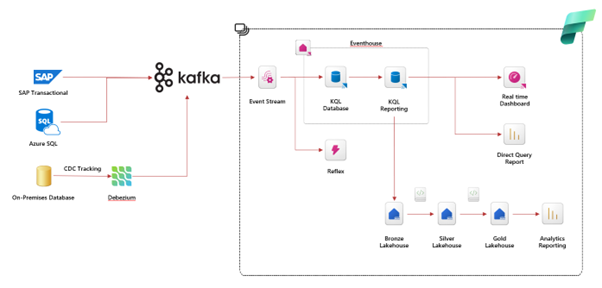 Eventhouse
SAP
kafka
SAP Transactional
Event Stream
KQL
Database
KQL
Reporting
Real time
Dashboard
SQL
Azure SQL
Direct Query
Report
CDC Tracking
Reflex
On-Premises Database
Debezium
Bronze
Lakehouse
Silver
Lakehouse
Gold
Lakehouse
Analytics
Reporting